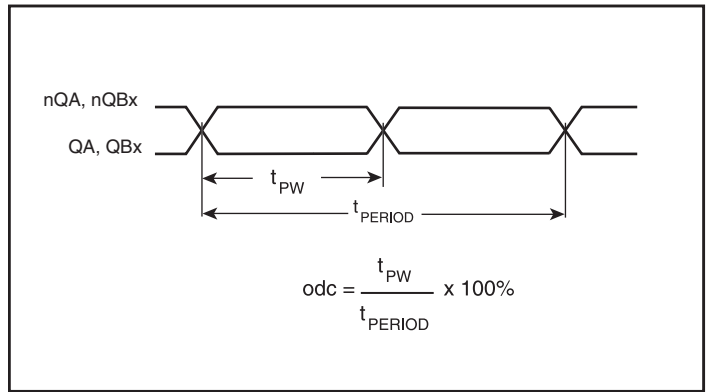 nQA, nQBx
QA, QBx
tPW
tPERIOD
odc = tPW / tPERIOD x 100%